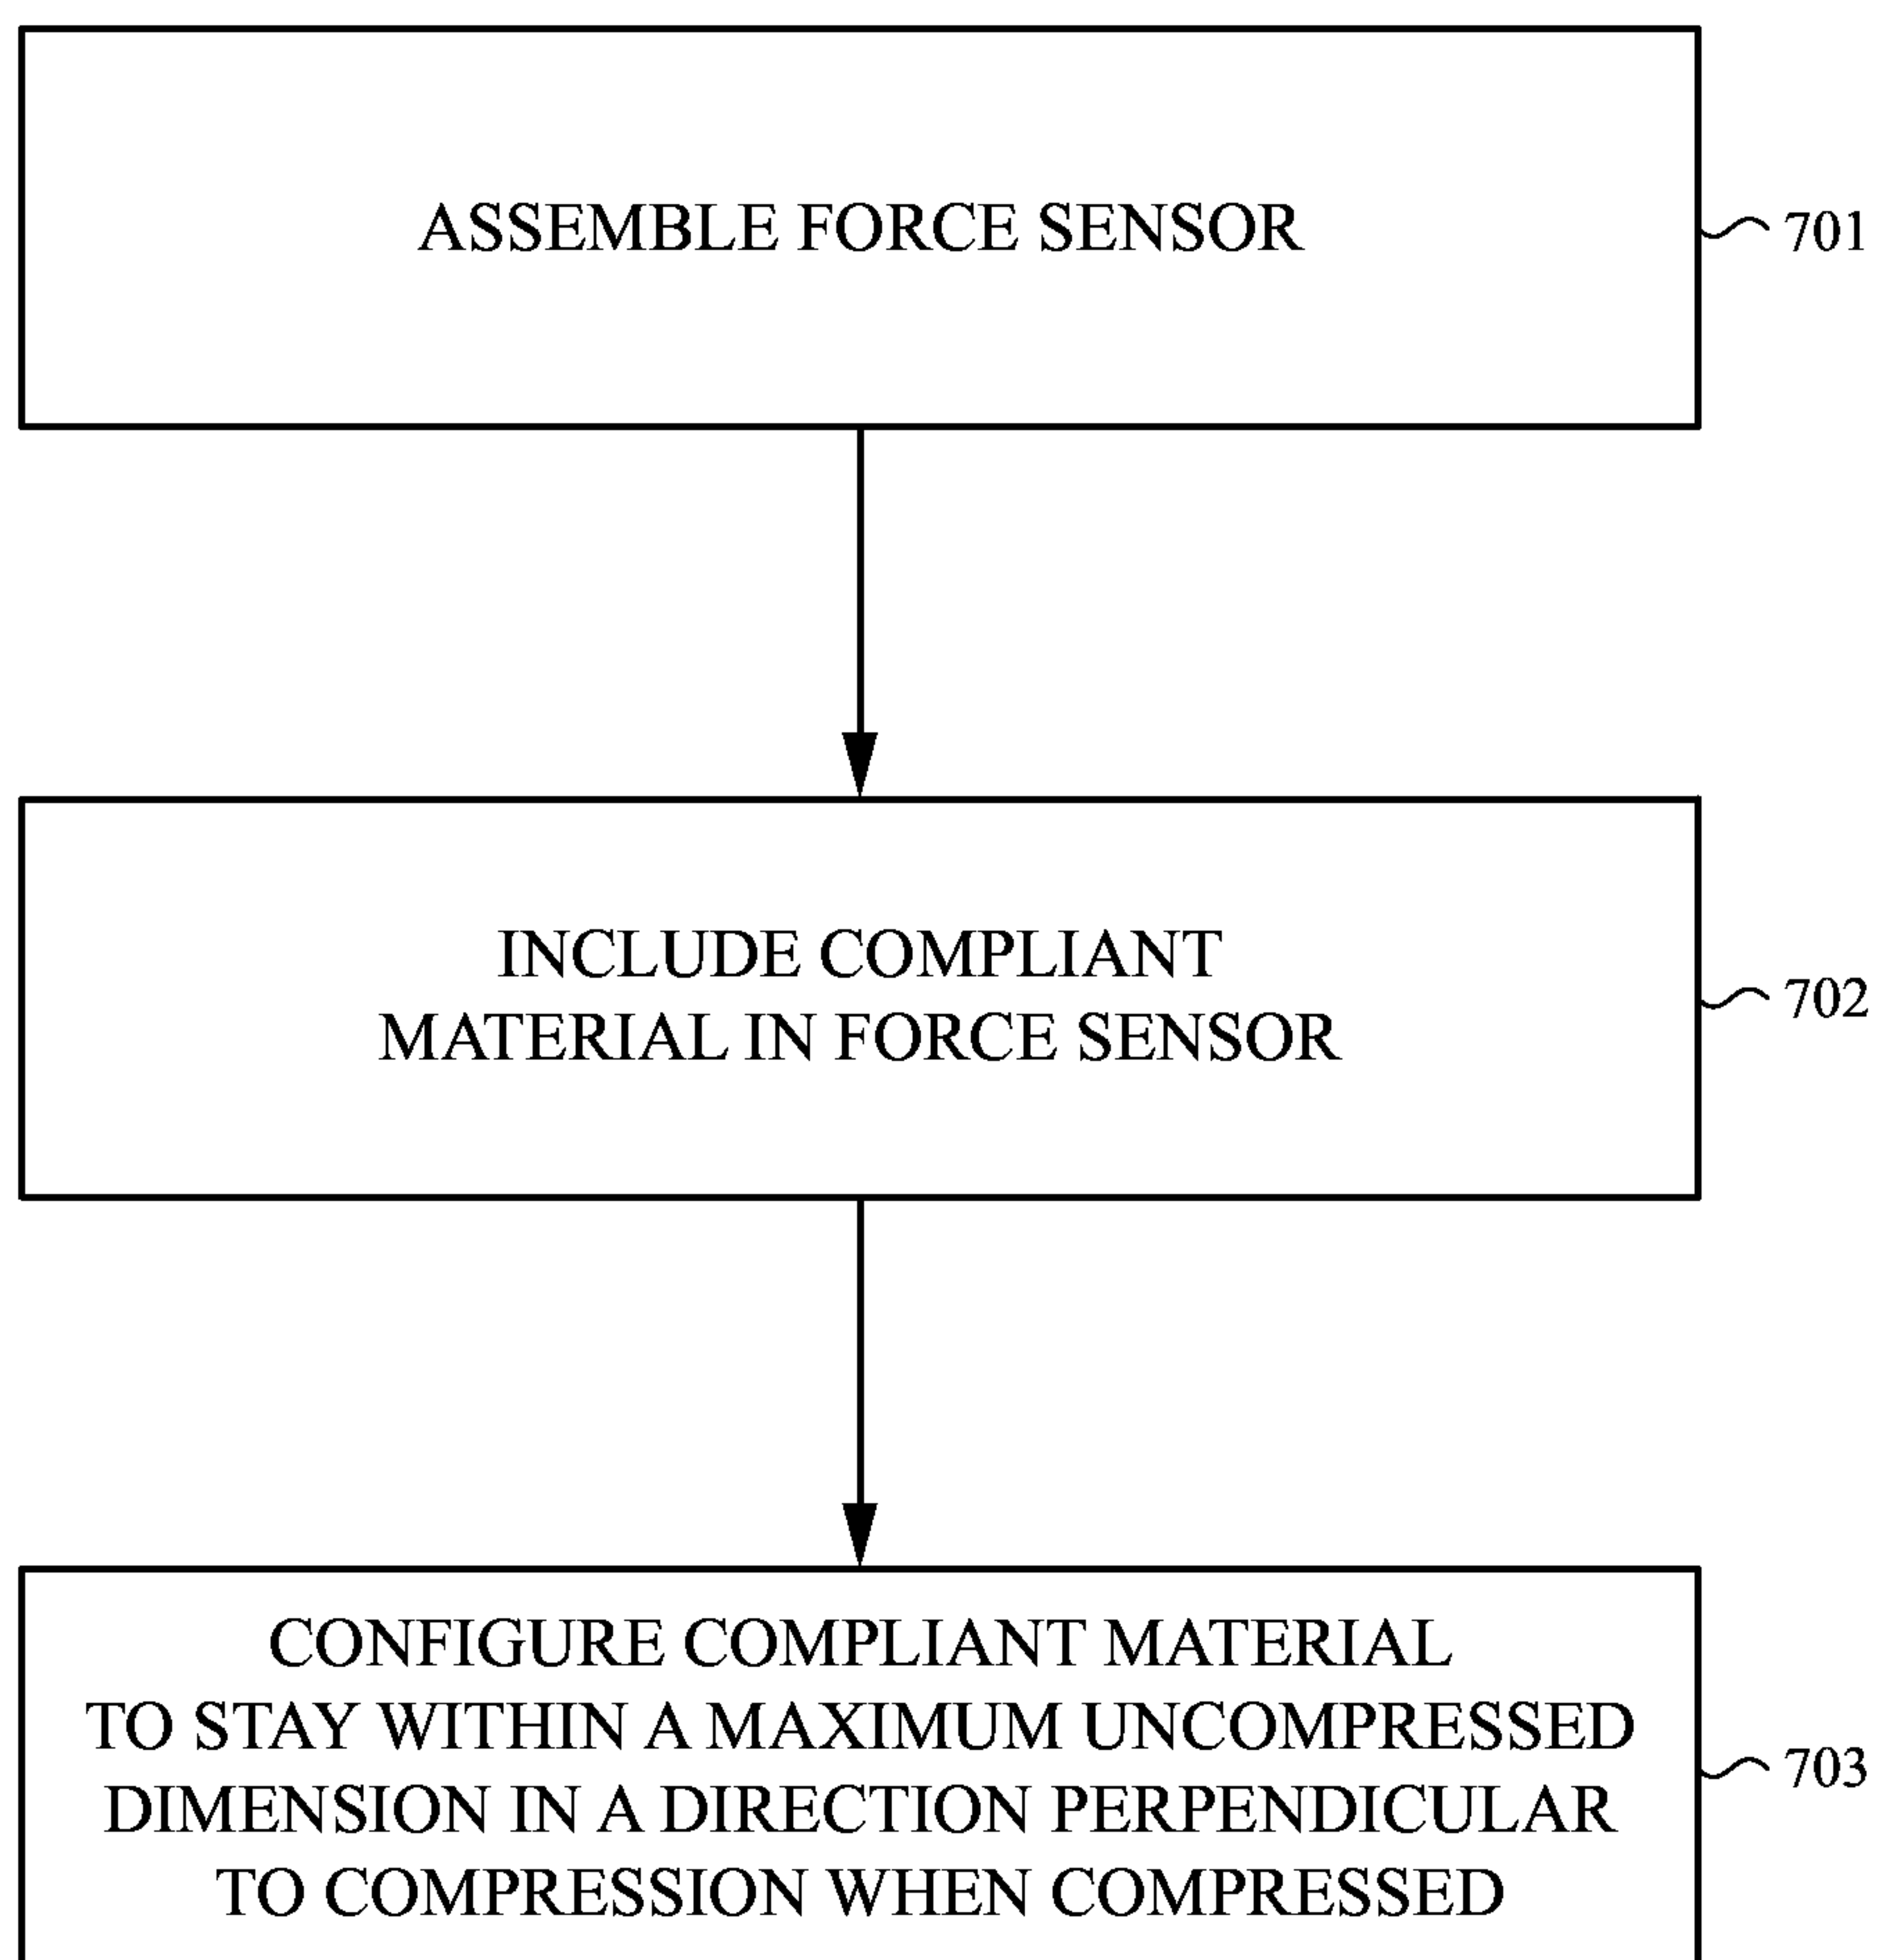 ASSEMBLE FORCE SENSOR
701
INCLUDE COMPLIANT
MATERIAL IN FORCE SENSOR
702
CONFIGURE COMPLIANT MATERIAL
TO STAY WITHIN A MAXIMUM UNCOMPRESSED
DIMENSION IN A DIRECTION PERPENDICULAR
TO COMPRESSION WHEN COMPRESSED
703